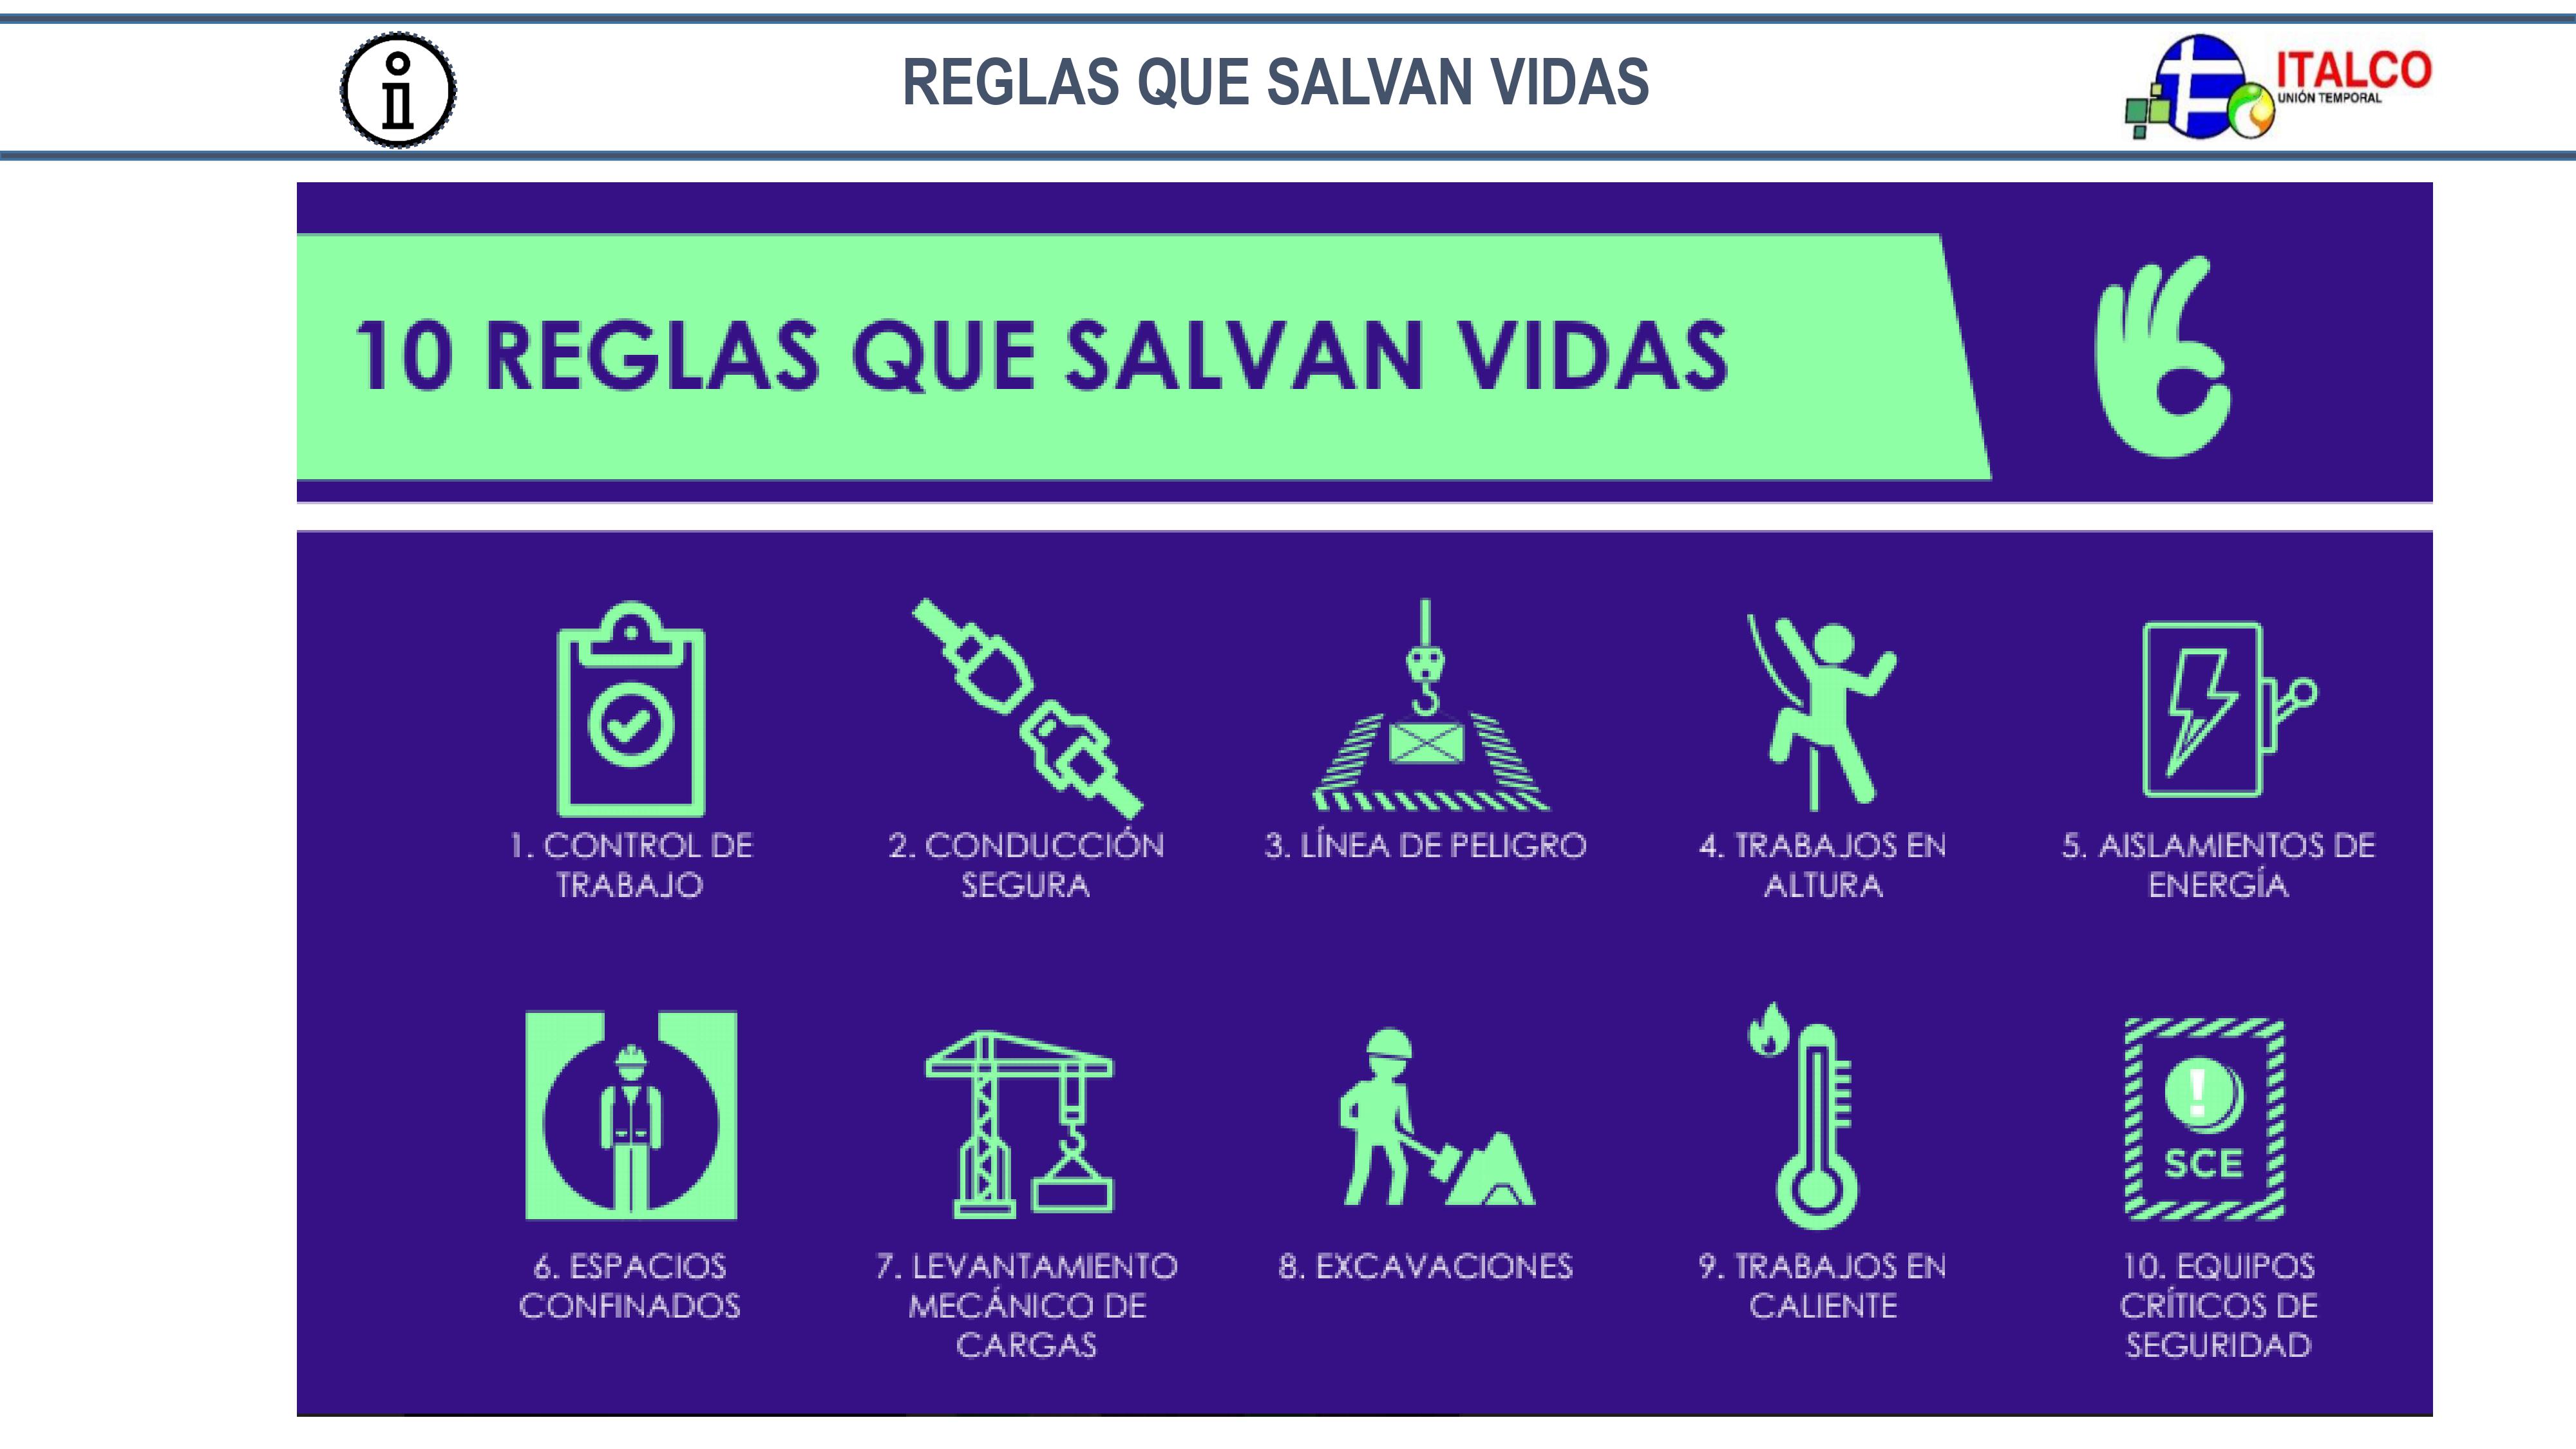 REGLAS QUE SALVAN VIDAS
ITALCO
UNIÓN TEMPORAL
10 REGLAS QUE SALVAN VIDAS
1. CONTROL DE
TRABAJO
2. CONDUCCIÓN
SEGURA
3. LÍNEA DE PELIGRO
4. TRABAJOS EN
ALTURA
5. AISLAMIENTOS DE
ENERGÍA
SCE
6. ESPACIOS
CONFINADOS
7. LEVANTAMIENTO
MECÁNICO DE
CARGAS
8. EXCAVACIONES
9. TRABAJOS EN
CALIENTE
10. EQUIPOS
CRÍTICOS DE
SEGURIDAD